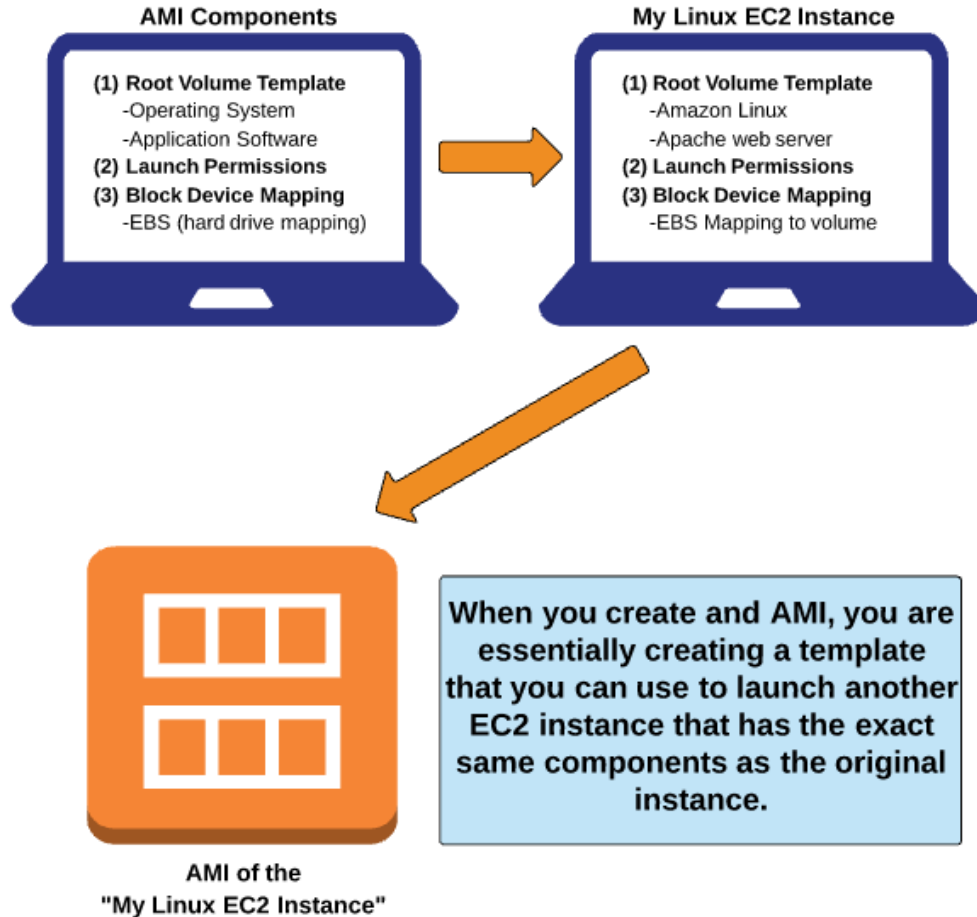 AMI Components
(1) Root Volume Template
-Operating System
-Application Software
(2) Launch Permissions
(3) Block Device Mapping
-EBS (hard drive mapping)
My Linux EC2 Instance
(1) Root Volume Template
-Amazon Linux
-Apache web server
(2) Launch Permissions
(3) Block Device Mapping
-EBS Mapping to volume
When you create and AMI, you are
essentially creating a template
that you can use to launch another
EC2 instance that has the exact
same components as the original
instance.
AMI of the
"My Linux EC2 Instance"